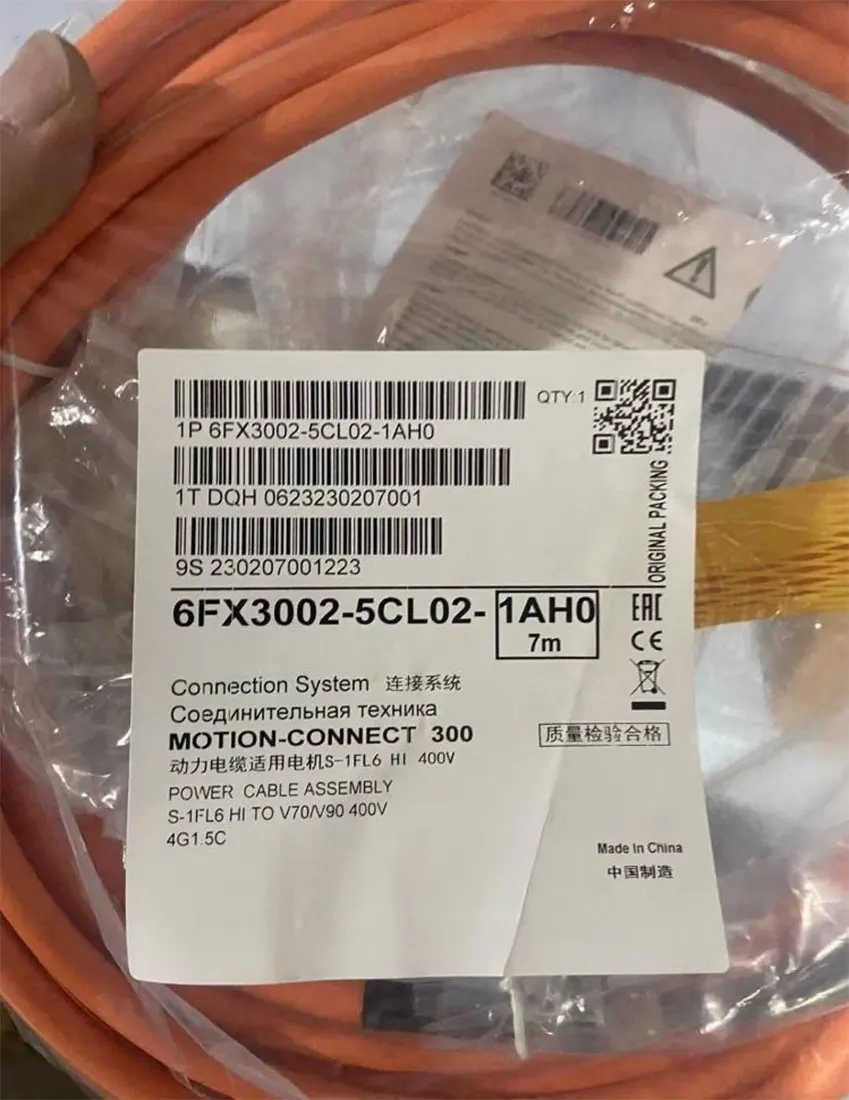 QTY:1
1P 6FX3002-5CL02-1AH0
1T DQH 0623230207001
ORIGINAL PACKING
9S 230207001223
6FX3002-5CL02-1AH0
7m
EAC
CE
Connection System 连接系统
Соединительная техника
MOTION-CONNECT 300
质量检验合格
动力电缆适用电机S-1FL6 HI 400V
POWER CABLE ASSEMBLY
S-1FL6 HI TO V70/V90 400V
4G1.5C
Made In China
中国制造